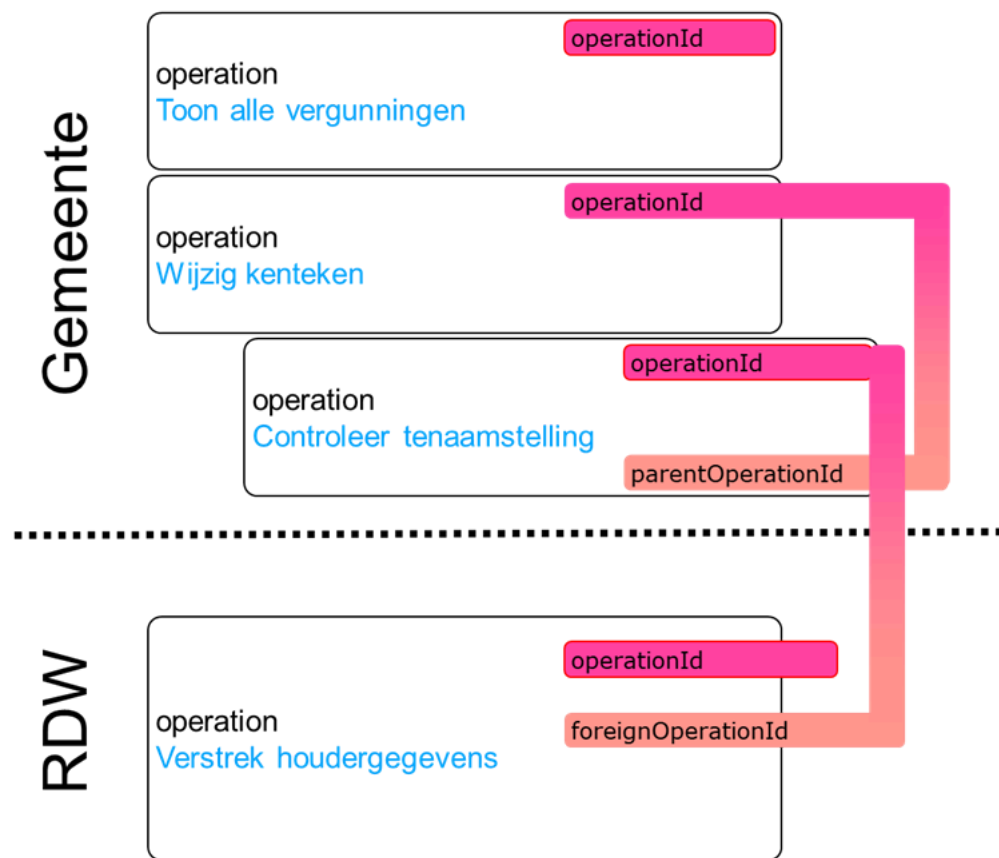 Gemeente
operationId
operation
Toon alle vergunningen
operationId
operation
Wijzig kenteken
operationId
operation
Controleer tenaamstelling
parentOperationId
RDW
operationId
operation
foreignOperationId
Verstrek houdergegevens